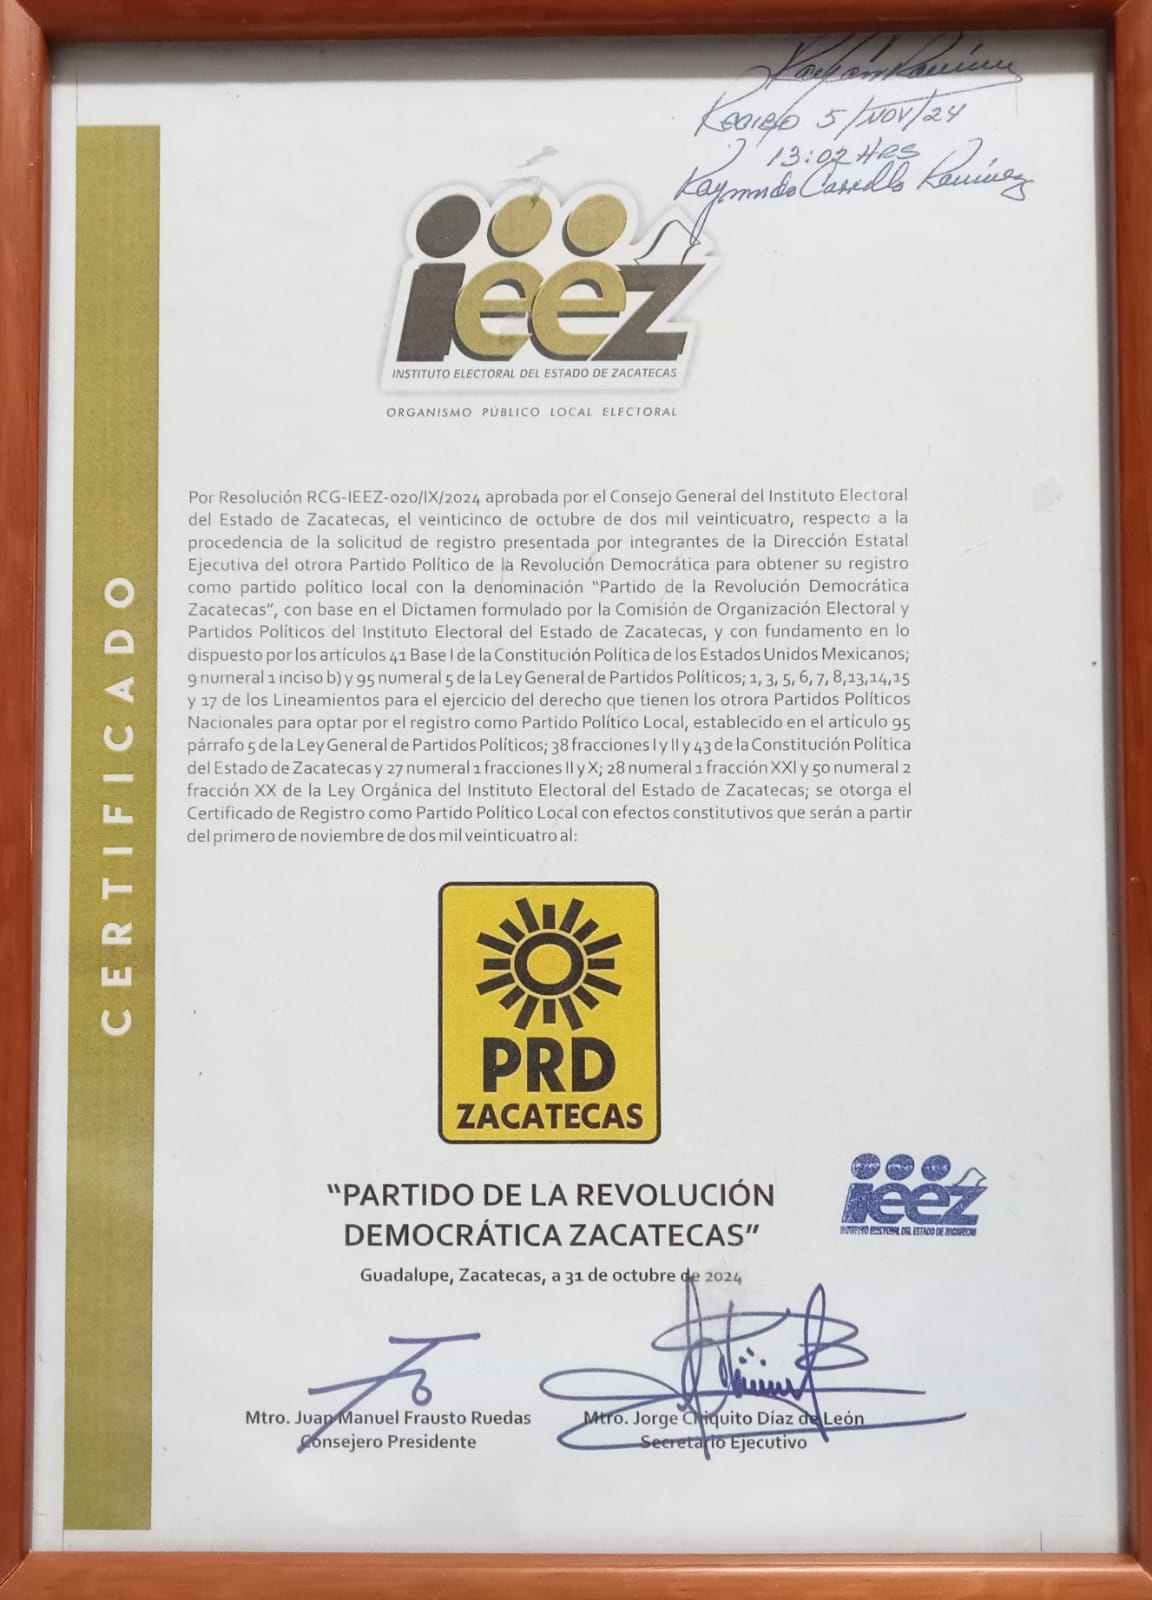 Recibo 5/NOV/24
13:02 HRS
Raymundo Carrillo Ramírez
ieez
INSTITUTO ELECTORAL DEL ESTADO DE ZACATECAS
ORGANISMO PÚBLICO LOCAL ELECTORAL
CERTIFICADO
Por Resolución RCG-IEEZ-020/IX/2024 aprobada por el Consejo General del Instituto Electoral
del Estado de Zacatecas, el veinticinco de octubre de dos mil veinticuatro, respecto a la
procedencia de la solicitud de registro presentada por integrantes de la Dirección Estatal
Ejecutiva del otrora Partido Político de la Revolución Democrática para obtener su registro
como partido político local con la denominación “Partido de la Revolución Democrática
Zacatecas”, con base en el Dictamen formulado por la Comisión de Organización Electoral y
Partidos Políticos del Instituto Electoral del Estado de Zacatecas, y con fundamento en lo
dispuesto por los artículos 41 Base I de la Constitución Política de los Estados Unidos Mexicanos;
9 numeral 1 inciso b) y 95 numeral 5 de la Ley General de Partidos Políticos; 1, 3, 5, 6, 7, 8,13,14,15
y 17 de los Lineamientos para el ejercicio del derecho que tienen los otrora Partidos Políticos
Nacionales para optar por el registro como Partido Político Local, establecido en el artículo 95
párrafo 5 de la Ley General de Partidos Políticos; 38 fracciones I y II y 43 de la Constitución Política
del Estado de Zacatecas y 27 numeral 1 fracciones II y X; 28 numeral 1 fracción XXI y 50 numeral 2
fracción XX de la Ley Orgánica del Instituto Electoral del Estado de Zacatecas; se otorga el
Certificado de Registro como Partido Político Local con efectos constitutivos que serán a partir
del primero de noviembre de dos mil veinticuatro al:
PRD
ZACATECAS
“PARTIDO DE LA REVOLUCIÓN
DEMOCRÁTICA ZACATECAS”
ieez
INSTITUTO ELECTORAL DEL ESTADO DE ZACATECAS
Guadalupe, Zacatecas, a 31 de octubre de 2024
Mtro. Juan Manuel Frausto Ruedas
Consejero Presidente
Mtro. Jorge Chiquito Díaz de León
Secretario Ejecutivo